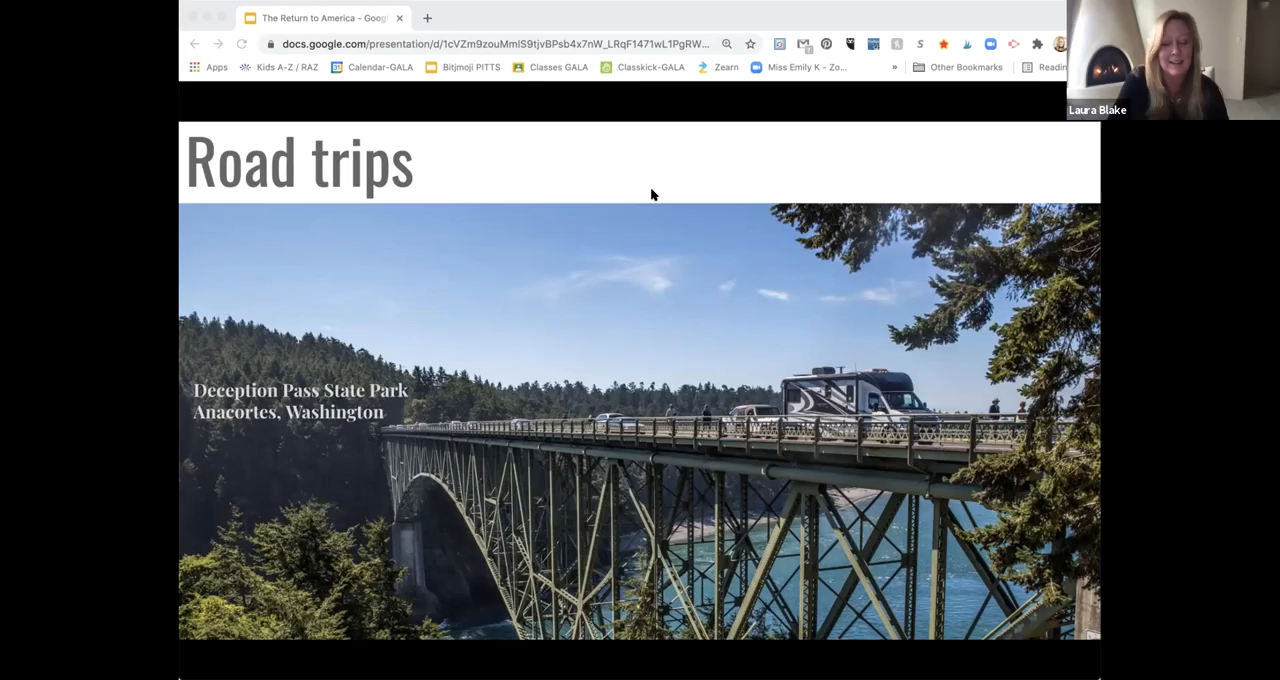 The Return to America - Goog
docs.google.com/presentation/d/1cVZm9zouMmlS9tjvBPsb4x7nW_LRqF1471wL1PgRW...
Apps
Kids A-Z / RAZ
Calendar-GALA
Bitjmoji PITTS
Classes GALA
Classkick-GALA
Zearn
Miss Emily K - Zo...
»
Other Bookmarks
Readin
Laura Blake
Road trips
Deception Pass State Park
Anacortes, Washington